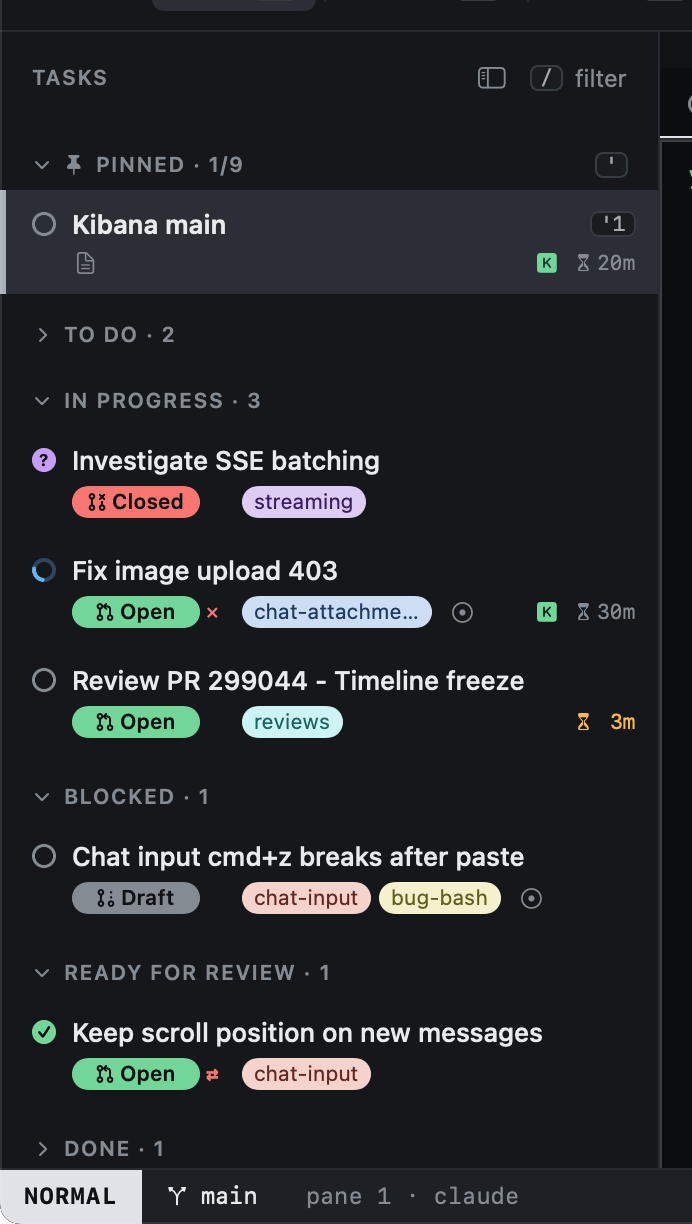 TASKS / filter
PINNED · 1/9 '
Kibana main '1
K 20m
TO DO · 2
IN PROGRESS · 3
? Investigate SSE batching
Closed streaming
Fix image upload 403
Open × chat-attachme... K 30m
Review PR 299044 - Timeline freeze
Open reviews 3m
BLOCKED · 1
Chat input cmd+z breaks after paste
Draft chat-input bug-bash
READY FOR REVIEW · 1
Keep scroll position on new messages
Open chat-input
DONE · 1
NORMAL main pane 1 · claude